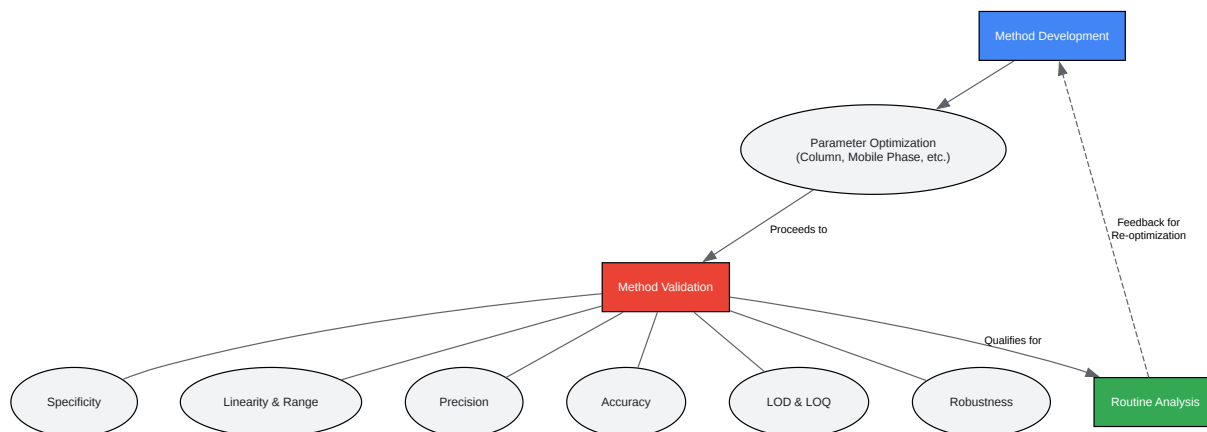 Method Development
Parameter Optimization
(Column, Mobile Phase, etc.)
Proceeds to
Feedback for
Re-optimization
Method Validation
Qualifies for
Specificity
Linearity & Range
Precision
Accuracy
LOD & LOQ
Robustness
Routine Analysis